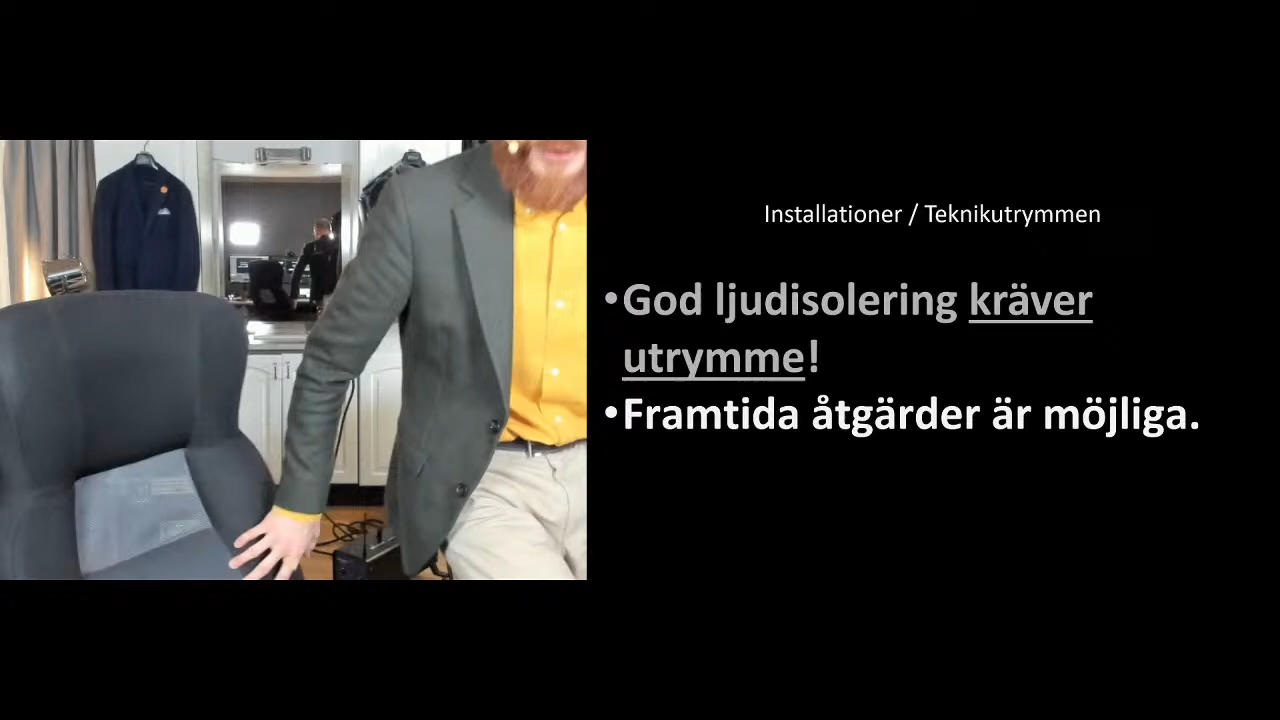 Installationer / Teknikutrymmen
•God ljudisolering kräver
utrymme!
•Framtida åtgärder är möjliga.